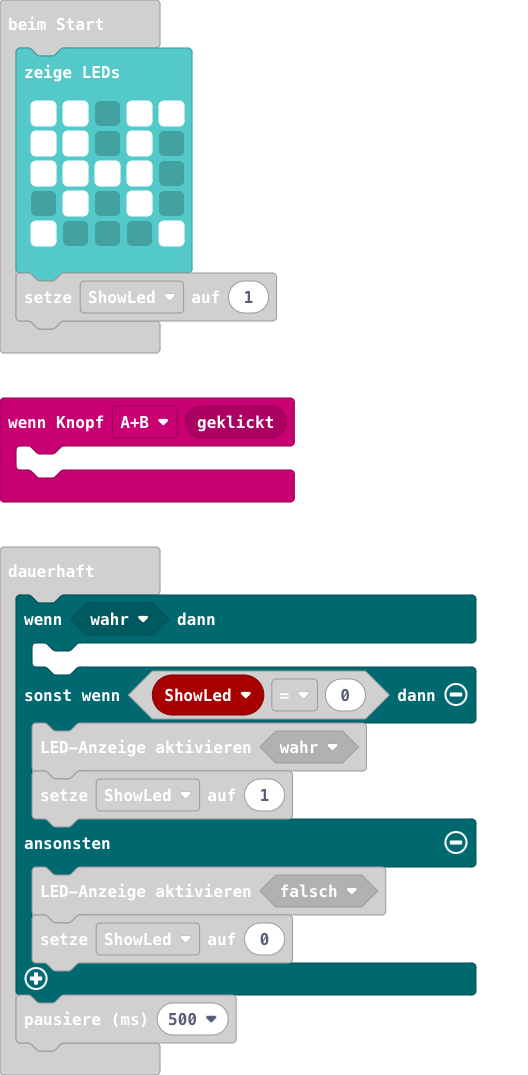 beim Start
zeige LEDs
setze ShowLed auf 1
wenn Knopf A+B geklickt
dauerhaft
wenn wahr dann
sonst wenn ShowLed = 0 dann
LED-Anzeige aktivieren wahr
setze ShowLed auf 1
ansonsten
LED-Anzeige aktivieren falsch
setze ShowLed auf 0
pausiere (ms) 500